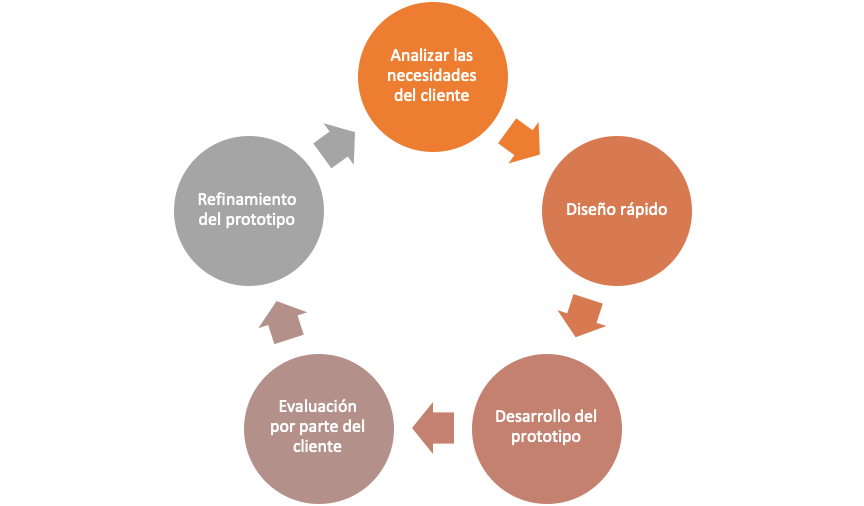 Analizar las
necesidades
del cliente
Diseño rápido
Desarrollo del
prototipo
Evaluación
por parte del
cliente
Refinamiento
del prototipo